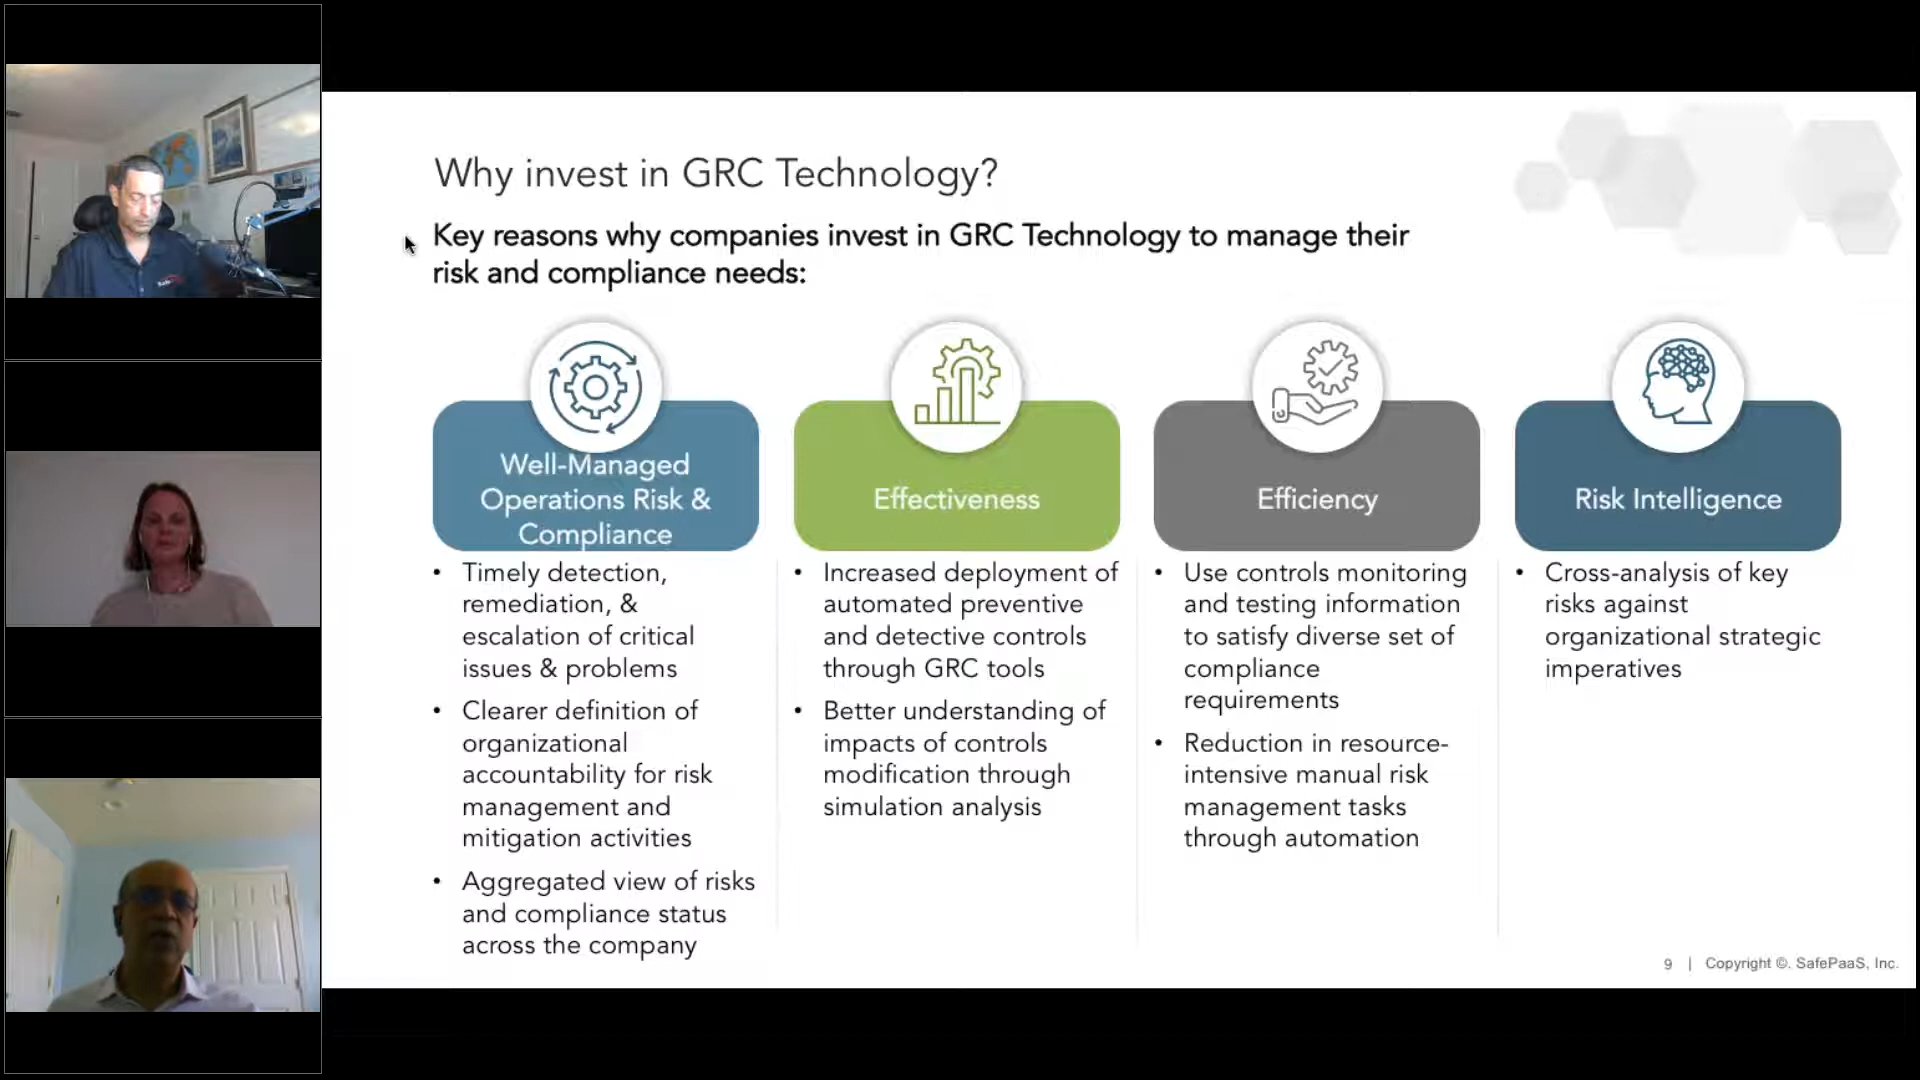 Why invest in GRC Technology?
Key reasons why companies invest in GRC Technology to manage their
risk and compliance needs:
Well-Managed
Operations Risk &
Compliance
• Timely detection,
remediation, &
escalation of critical
issues & problems
• Clearer definition of
organizational
accountability for risk
management and
mitigation activities
• Aggregated view of risks
and compliance status
across the company
Effectiveness
• Increased deployment of
automated preventive
and detective controls
through GRC tools
• Better understanding of
impacts of controls
modification through
simulation analysis
Efficiency
• Use controls monitoring
and testing information
to satisfy diverse set of
compliance
requirements
• Reduction in resource-
intensive manual risk
management tasks
through automation
Risk Intelligence
• Cross-analysis of key
risks against
organizational strategic
imperatives
9 | Copyright ©. SafePaaS, Inc.